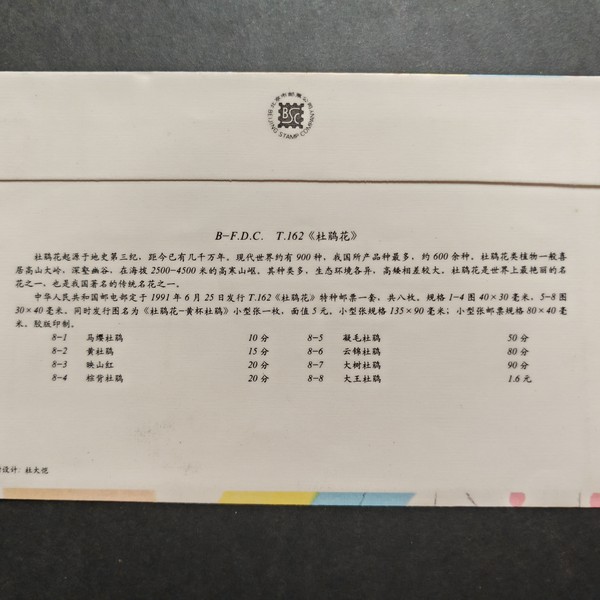 北京市邮票公司
BEIJING STAMP COMPANY
BSC
B-F.D.C. T.162《杜鹃花》
杜鹃花起源于地史第三纪，距今已有几千万年。现代世界约有900种，我国所产品种最多，约600余种。杜鹃花类植物一般喜
居高山大岭，深壑幽谷，在海拔2500-4500米的高寒山岖。其种类多，生态环境各异，高矮相差较大。杜鹃花是世界上最艳丽的名
花之一，也是我国著名的传统名花之一。
中华人民共和国邮电部定于1991年6月25日发行T.162《杜鹃花》特种邮票一套，共八枚。规格1-4图40×30毫米，5-8图
30×40毫米。同时发行图名为《杜鹃花-黄杯杜鹃》小型张一枚，面值5元。小型张规格135×90毫米；小型张邮票规格80×40毫
米。胶版印制。
8-1 马缨杜鹃 10分 8-5 凝毛杜鹃 50分
8-2 黄杜鹃 15分 8-6 云锦杜鹃 80分
8-3 映山红 20分 8-7 大树杜鹃 90分
8-4 棕背杜鹃 20分 8-8 大王杜鹃 1.6元
设计：杜大恺